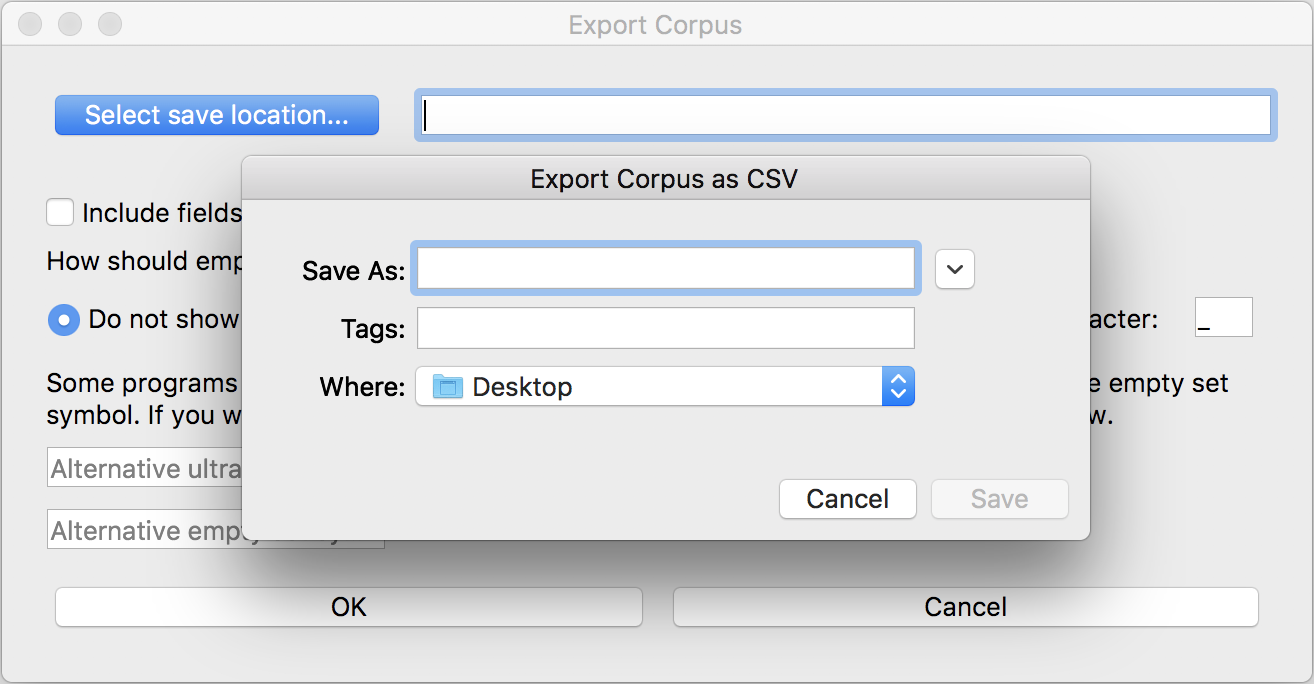 Export Corpus
Select save location...
Export Corpus as CSV
Include fields
Save As:
How should emp
Tags:
Do not show
acter: _
Where: Desktop
Some programs
e empty set
symbol. If you w
w.
Alternative ultra
Cancel Save
Alternative empty
OK Cancel